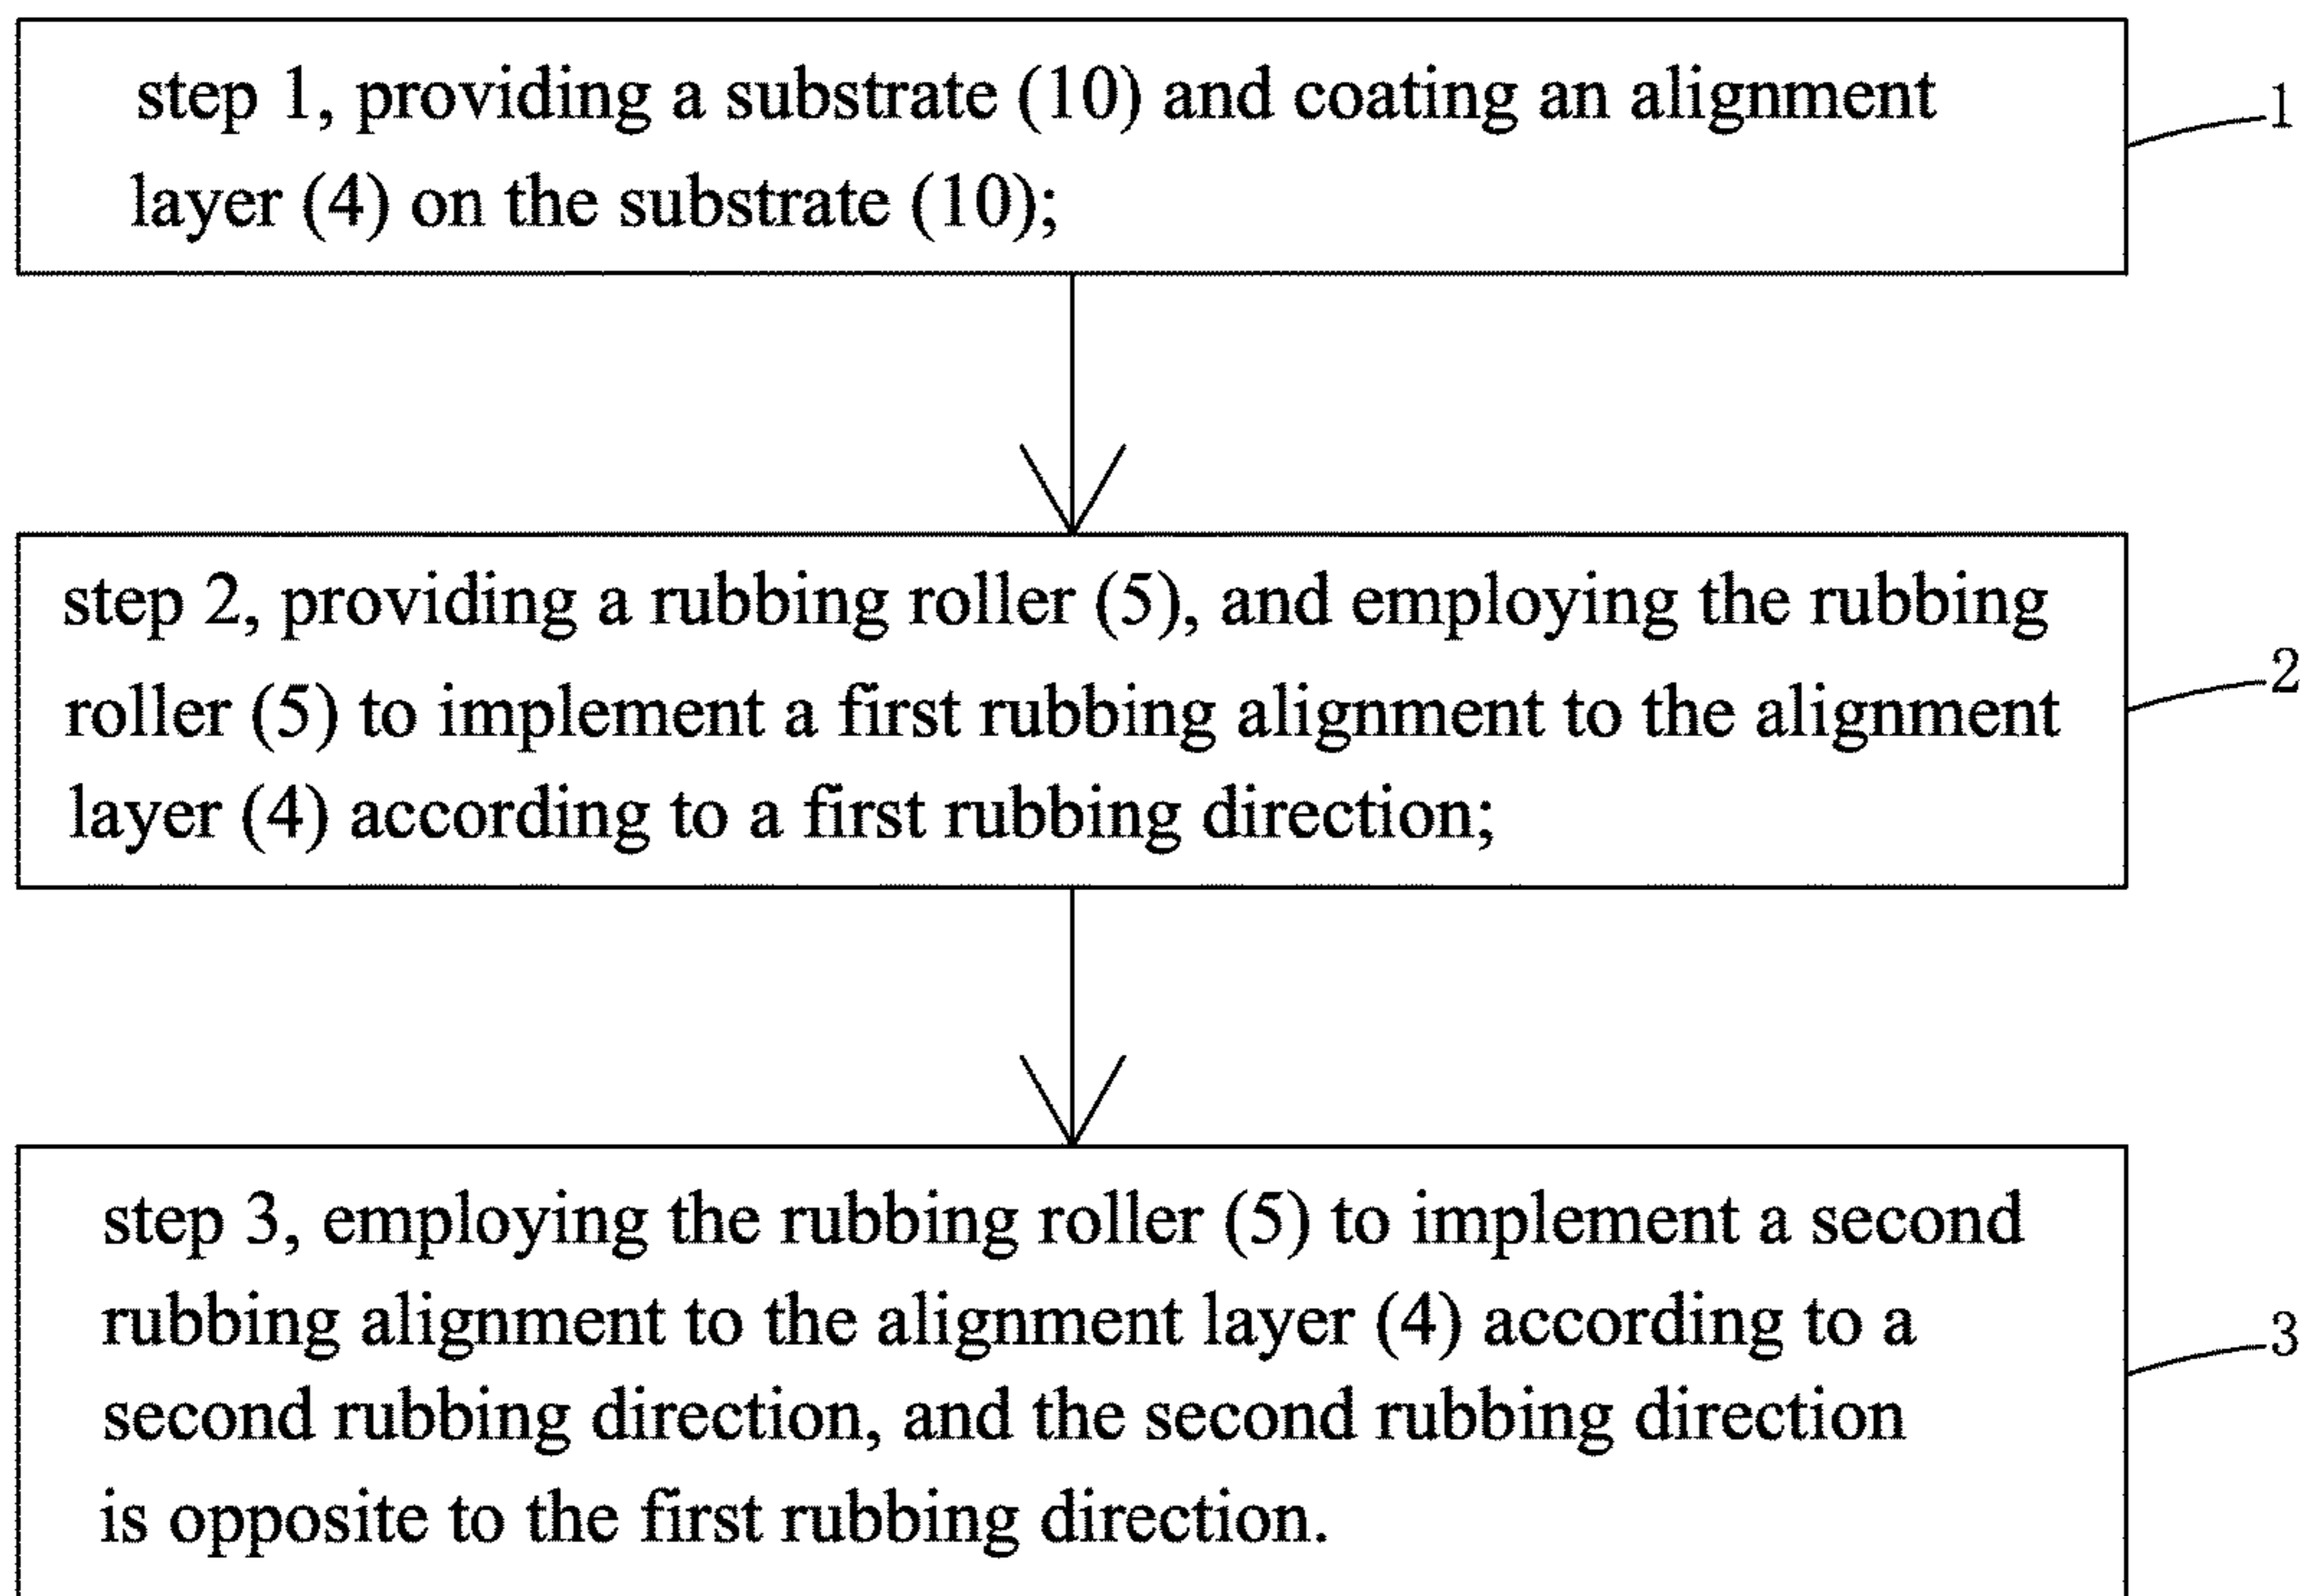 step 1, providing a substrate (10) and coating an alignment
layer (4) on the substrate (10);
1
step 2, providing a rubbing roller (5), and employing the rubbing
roller (5) to implement a first rubbing alignment to the alignment
layer (4) according to a first rubbing direction;
2
step 3, employing the rubbing roller (5) to implement a second
rubbing alignment to the alignment layer (4) according to a
second rubbing direction, and the second rubbing direction
is opposite to the first rubbing direction.
3